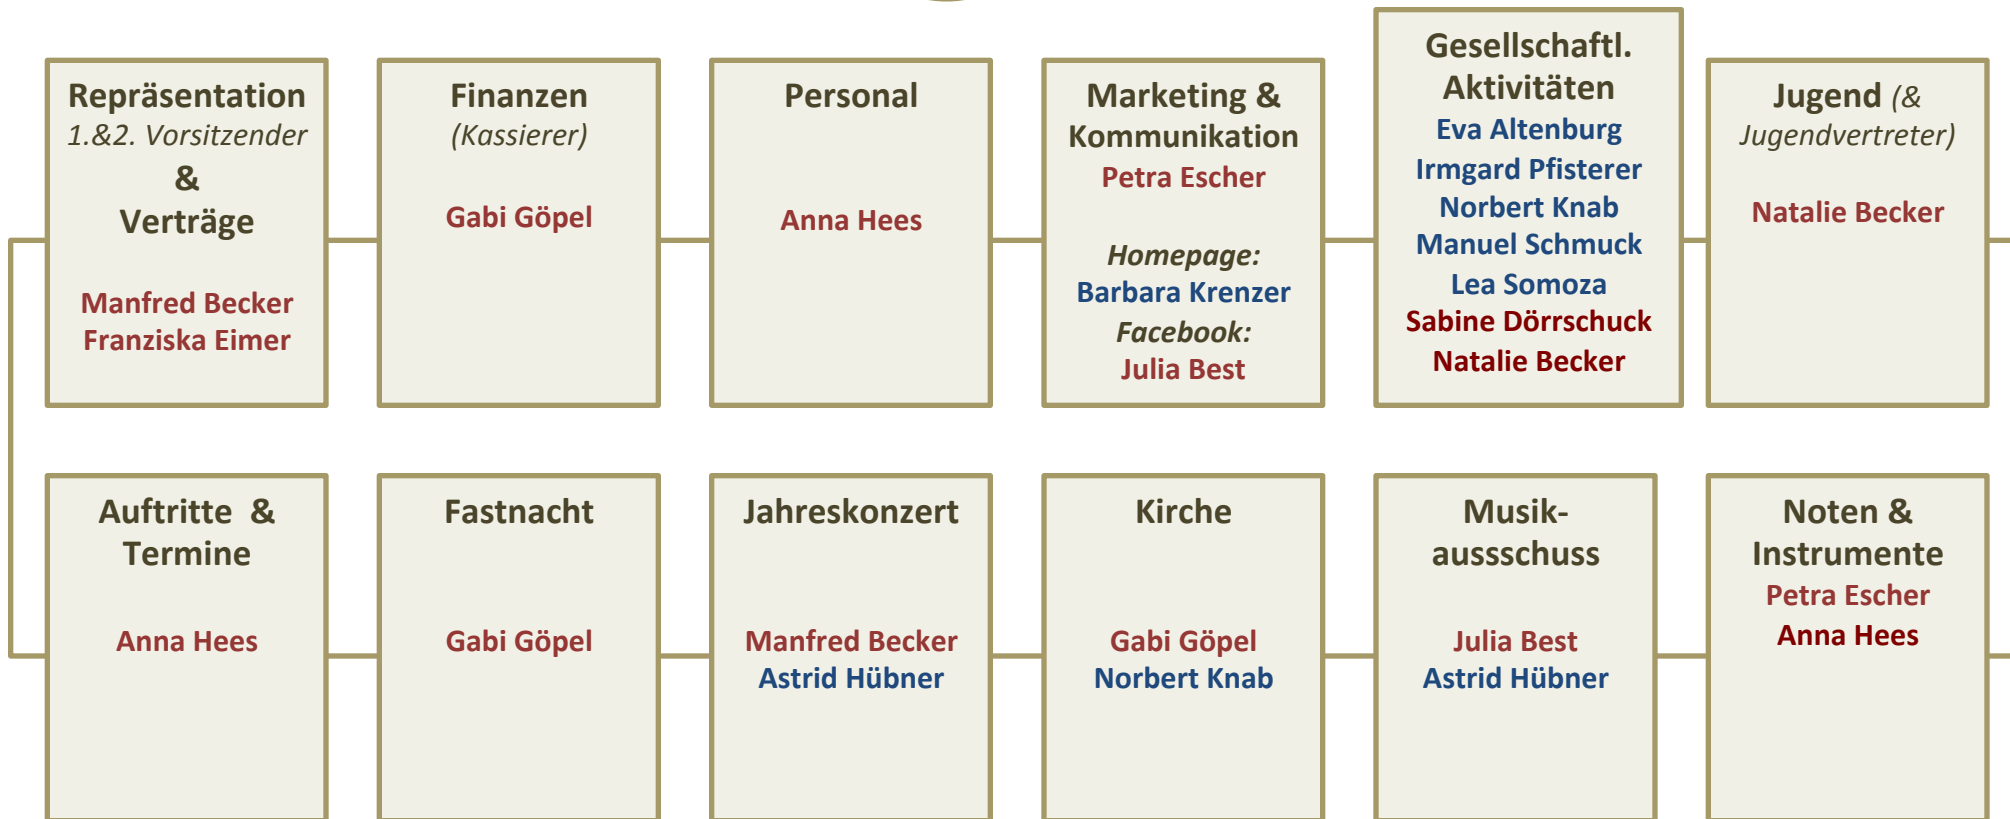 Repräsentation
1.&2. Vorsitzender
&
Verträge
Manfred Becker
Franziska Eimer
Finanzen
(Kassierer)
Gabi Göpel
Personal
Anna Hees
Marketing &
Kommunikation
Petra Escher
Homepage:
Barbara Krenzer
Facebook:
Julia Best
Gesellschaftl.
Aktivitäten
Eva Altenburg
Irmgard Pfisterer
Norbert Knab
Manuel Schmuck
Lea Somoza
Sabine Dörrschuck
Natalie Becker
Jugend (&
Jugendvertreter)
Natalie Becker
Auftritte &
Termine
Anna Hees
Fastnacht
Gabi Göpel
Jahreskonzert
Manfred Becker
Astrid Hübner
Kirche
Gabi Göpel
Norbert Knab
Musik-
aussschuss
Julia Best
Astrid Hübner
Noten &
Instrumente
Petra Escher
Anna Hees